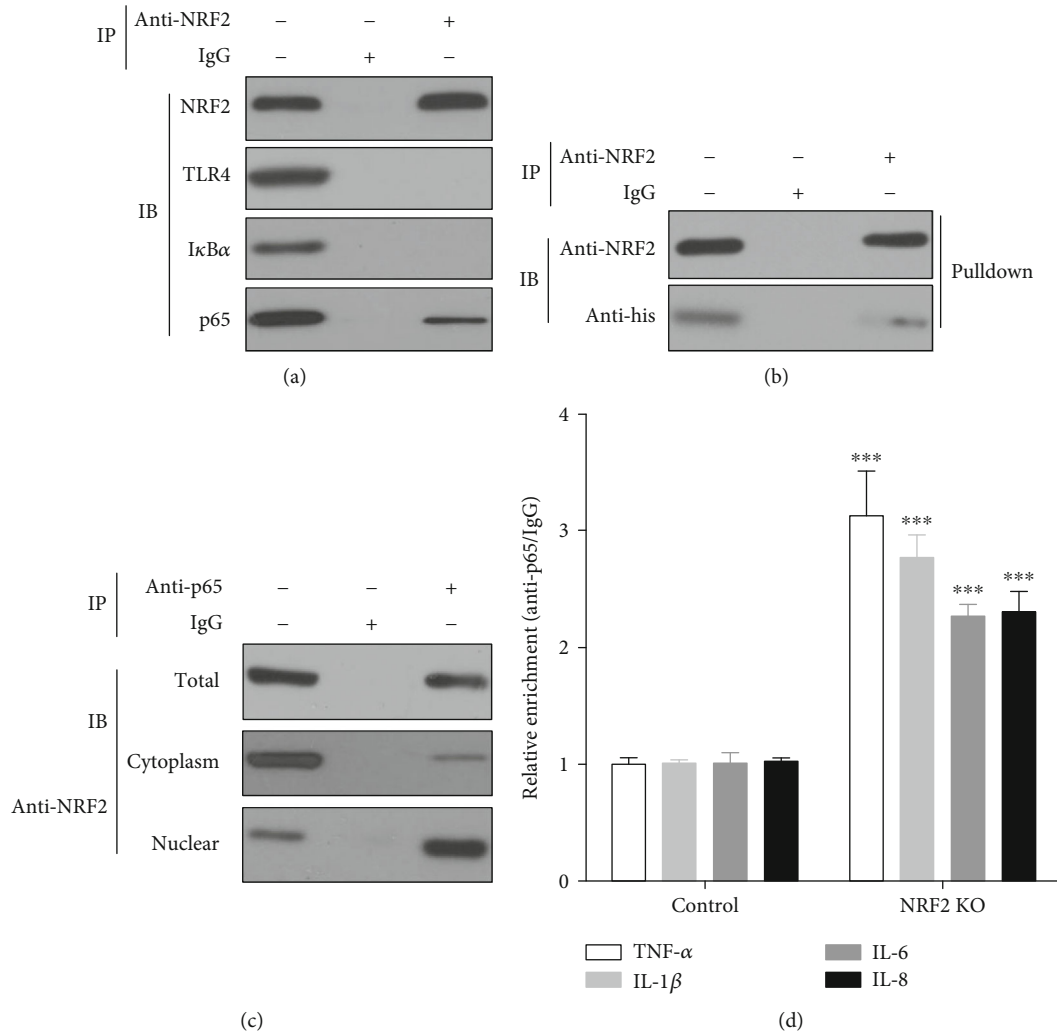 Anti-NRF2 – – +
IP
IgG – + –
NRF2
TLR4
IB
IκBα
p65
(a)
Anti-NRF2 – – +
IP
IgG – + –
Anti-NRF2
IB
Pulldown
Anti-his
(b)
Anti-p65 – – +
IP
IgG – + –
Total
IB
Cytoplasm
Anti-NRF2
Nuclear
(c)
4
3
2
1
0
Relative enrichment (anti-p65/IgG)
*** *** *** ***
Control NRF2 KO
TNF-α IL-6
IL-1β IL-8
(d)